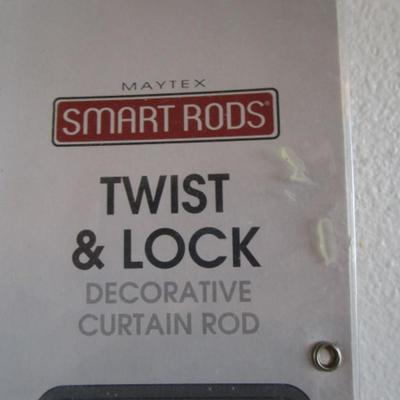 MAYTEX
SMART RODS®
TWIST
& LOCK
DECORATIVE
CURTAIN ROD